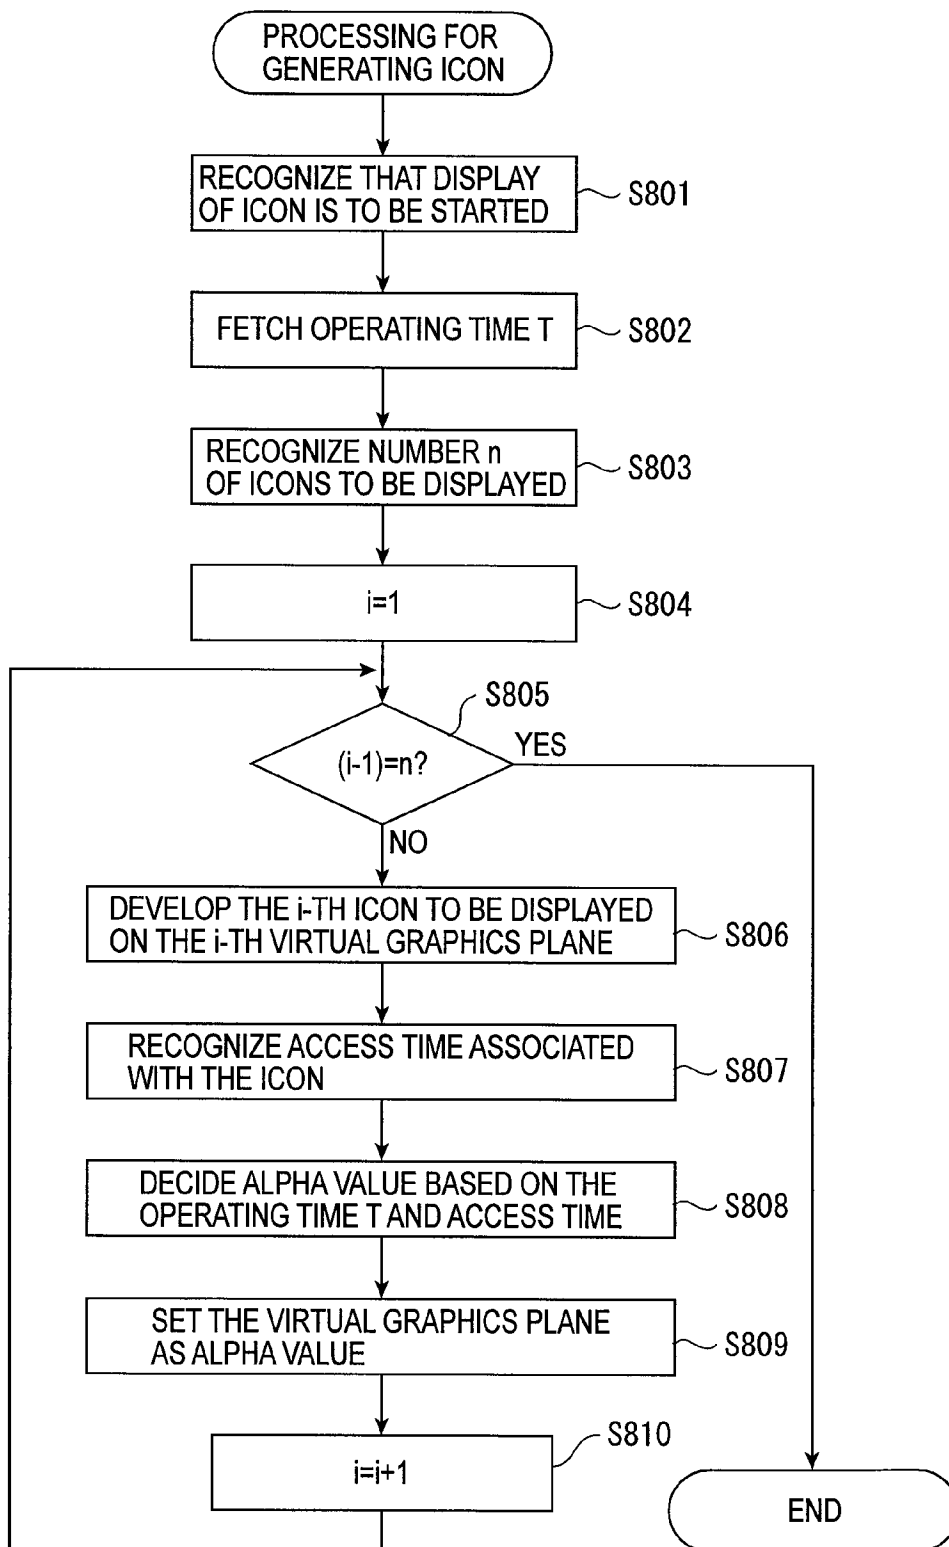 PROCESSING FOR
GENERATING ICON
RECOGNIZE THAT DISPLAY
OF ICON IS TO BE STARTED
S801
FETCH OPERATING TIME T
S802
RECOGNIZE NUMBER n
OF ICONS TO BE DISPLAYED
S803
i=1
S804
S805
(i-1)=n?
YES
NO
DEVELOP THE i-TH ICON TO BE DISPLAYED
ON THE i-TH VIRTUAL GRAPHICS PLANE
S806
RECOGNIZE ACCESS TIME ASSOCIATED
WITH THE ICON
S807
DECIDE ALPHA VALUE BASED ON THE
OPERATING TIME T AND ACCESS TIME
S808
SET THE VIRTUAL GRAPHICS PLANE
AS ALPHA VALUE
S809
S810
i=i+1
END